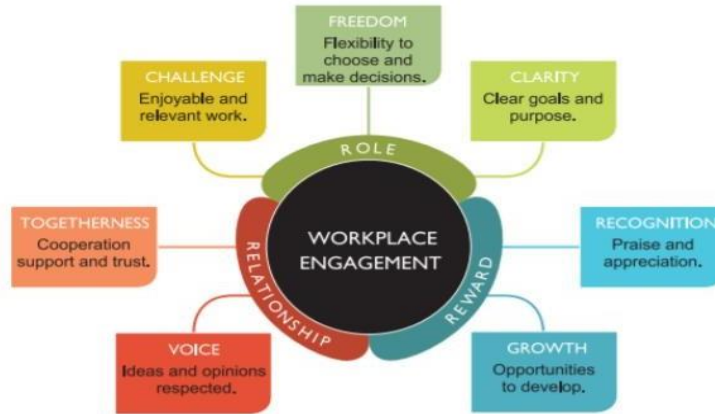 FREEDOM
Flexibility to
choose and
make decisions.
CHALLENGE
Enjoyable and
relevant work.
CLARITY
Clear goals and
purpose.
ROLE
TOGETHERNESS
Cooperation
support and trust.
RELATIONSHIP
WORKPLACE
ENGAGEMENT
REWARD
RECOGNITION
Praise and
appreciation.
VOICE
Ideas and opinions
respected.
GROWTH
Opportunities
to develop.